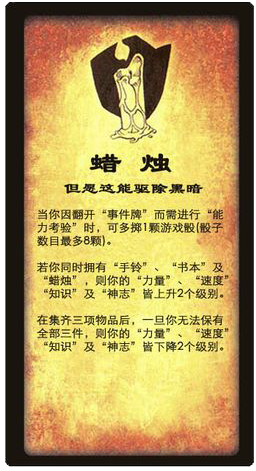 蜡烛
但愿这能驱除黑暗
当你因翻开“事件牌”而需进行“能
力考验”时，可多掷1颗游戏骰(骰子
数目最多8颗)。
若你同时拥有“手铃”、“书本”及
“蜡烛”，则你的“力量”、“速度”
“知识”及“神志”皆上升2个级别。
在集齐三项物品后，一旦你无法保有
全部三件，则你的“力量”、“速度”
“知识”及“神志”皆下降2个级别。